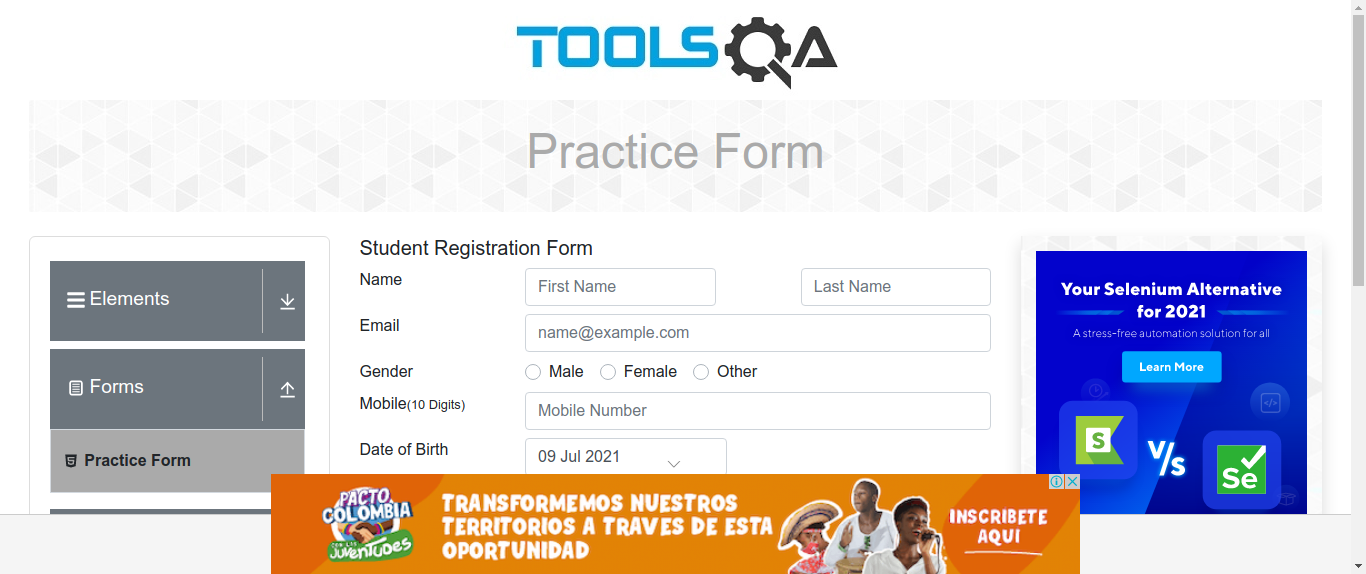 TOOLSQA
Practice Form
Elements
Forms
Practice Form
Student Registration Form
Name
First Name
Last Name
Email
name@example.com
Gender
Male
Female
Other
Mobile(10 Digits)
Mobile Number
Date of Birth
09 Jul 2021
Your Selenium Alternative
for 2021
A stress-free automation solution for all
Learn More
S
V/s
Se
PACTO
COLOMBIA
CON LAS
JUVENTUDES
TRANSFORMEMOS NUESTROS
TERRITORIOS A TRAVES DE ESTA
OPORTUNIDAD
INSCRIBETE
AQUI